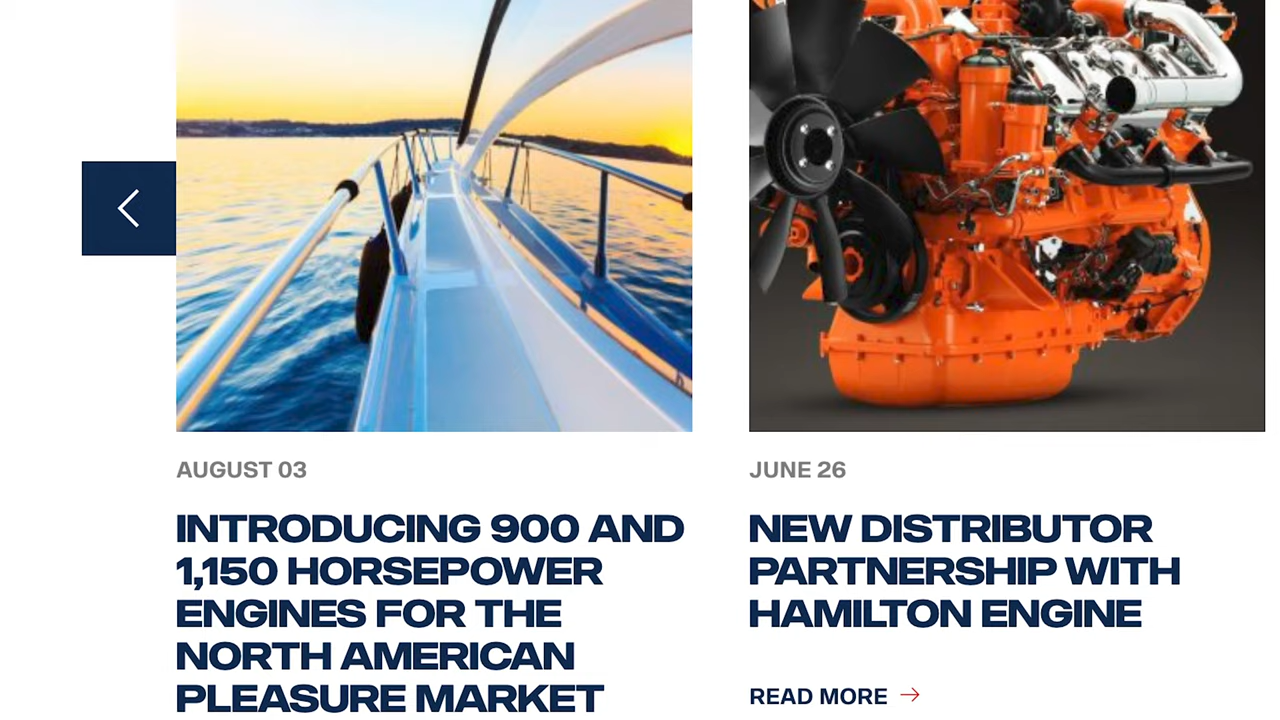 AUGUST 03
INTRODUCING 900 AND
1,150 HORSEPOWER
ENGINES FOR THE
NORTH AMERICAN
PLEASURE MARKET
JUNE 26
NEW DISTRIBUTOR
PARTNERSHIP WITH
HAMILTON ENGINE
READ MORE